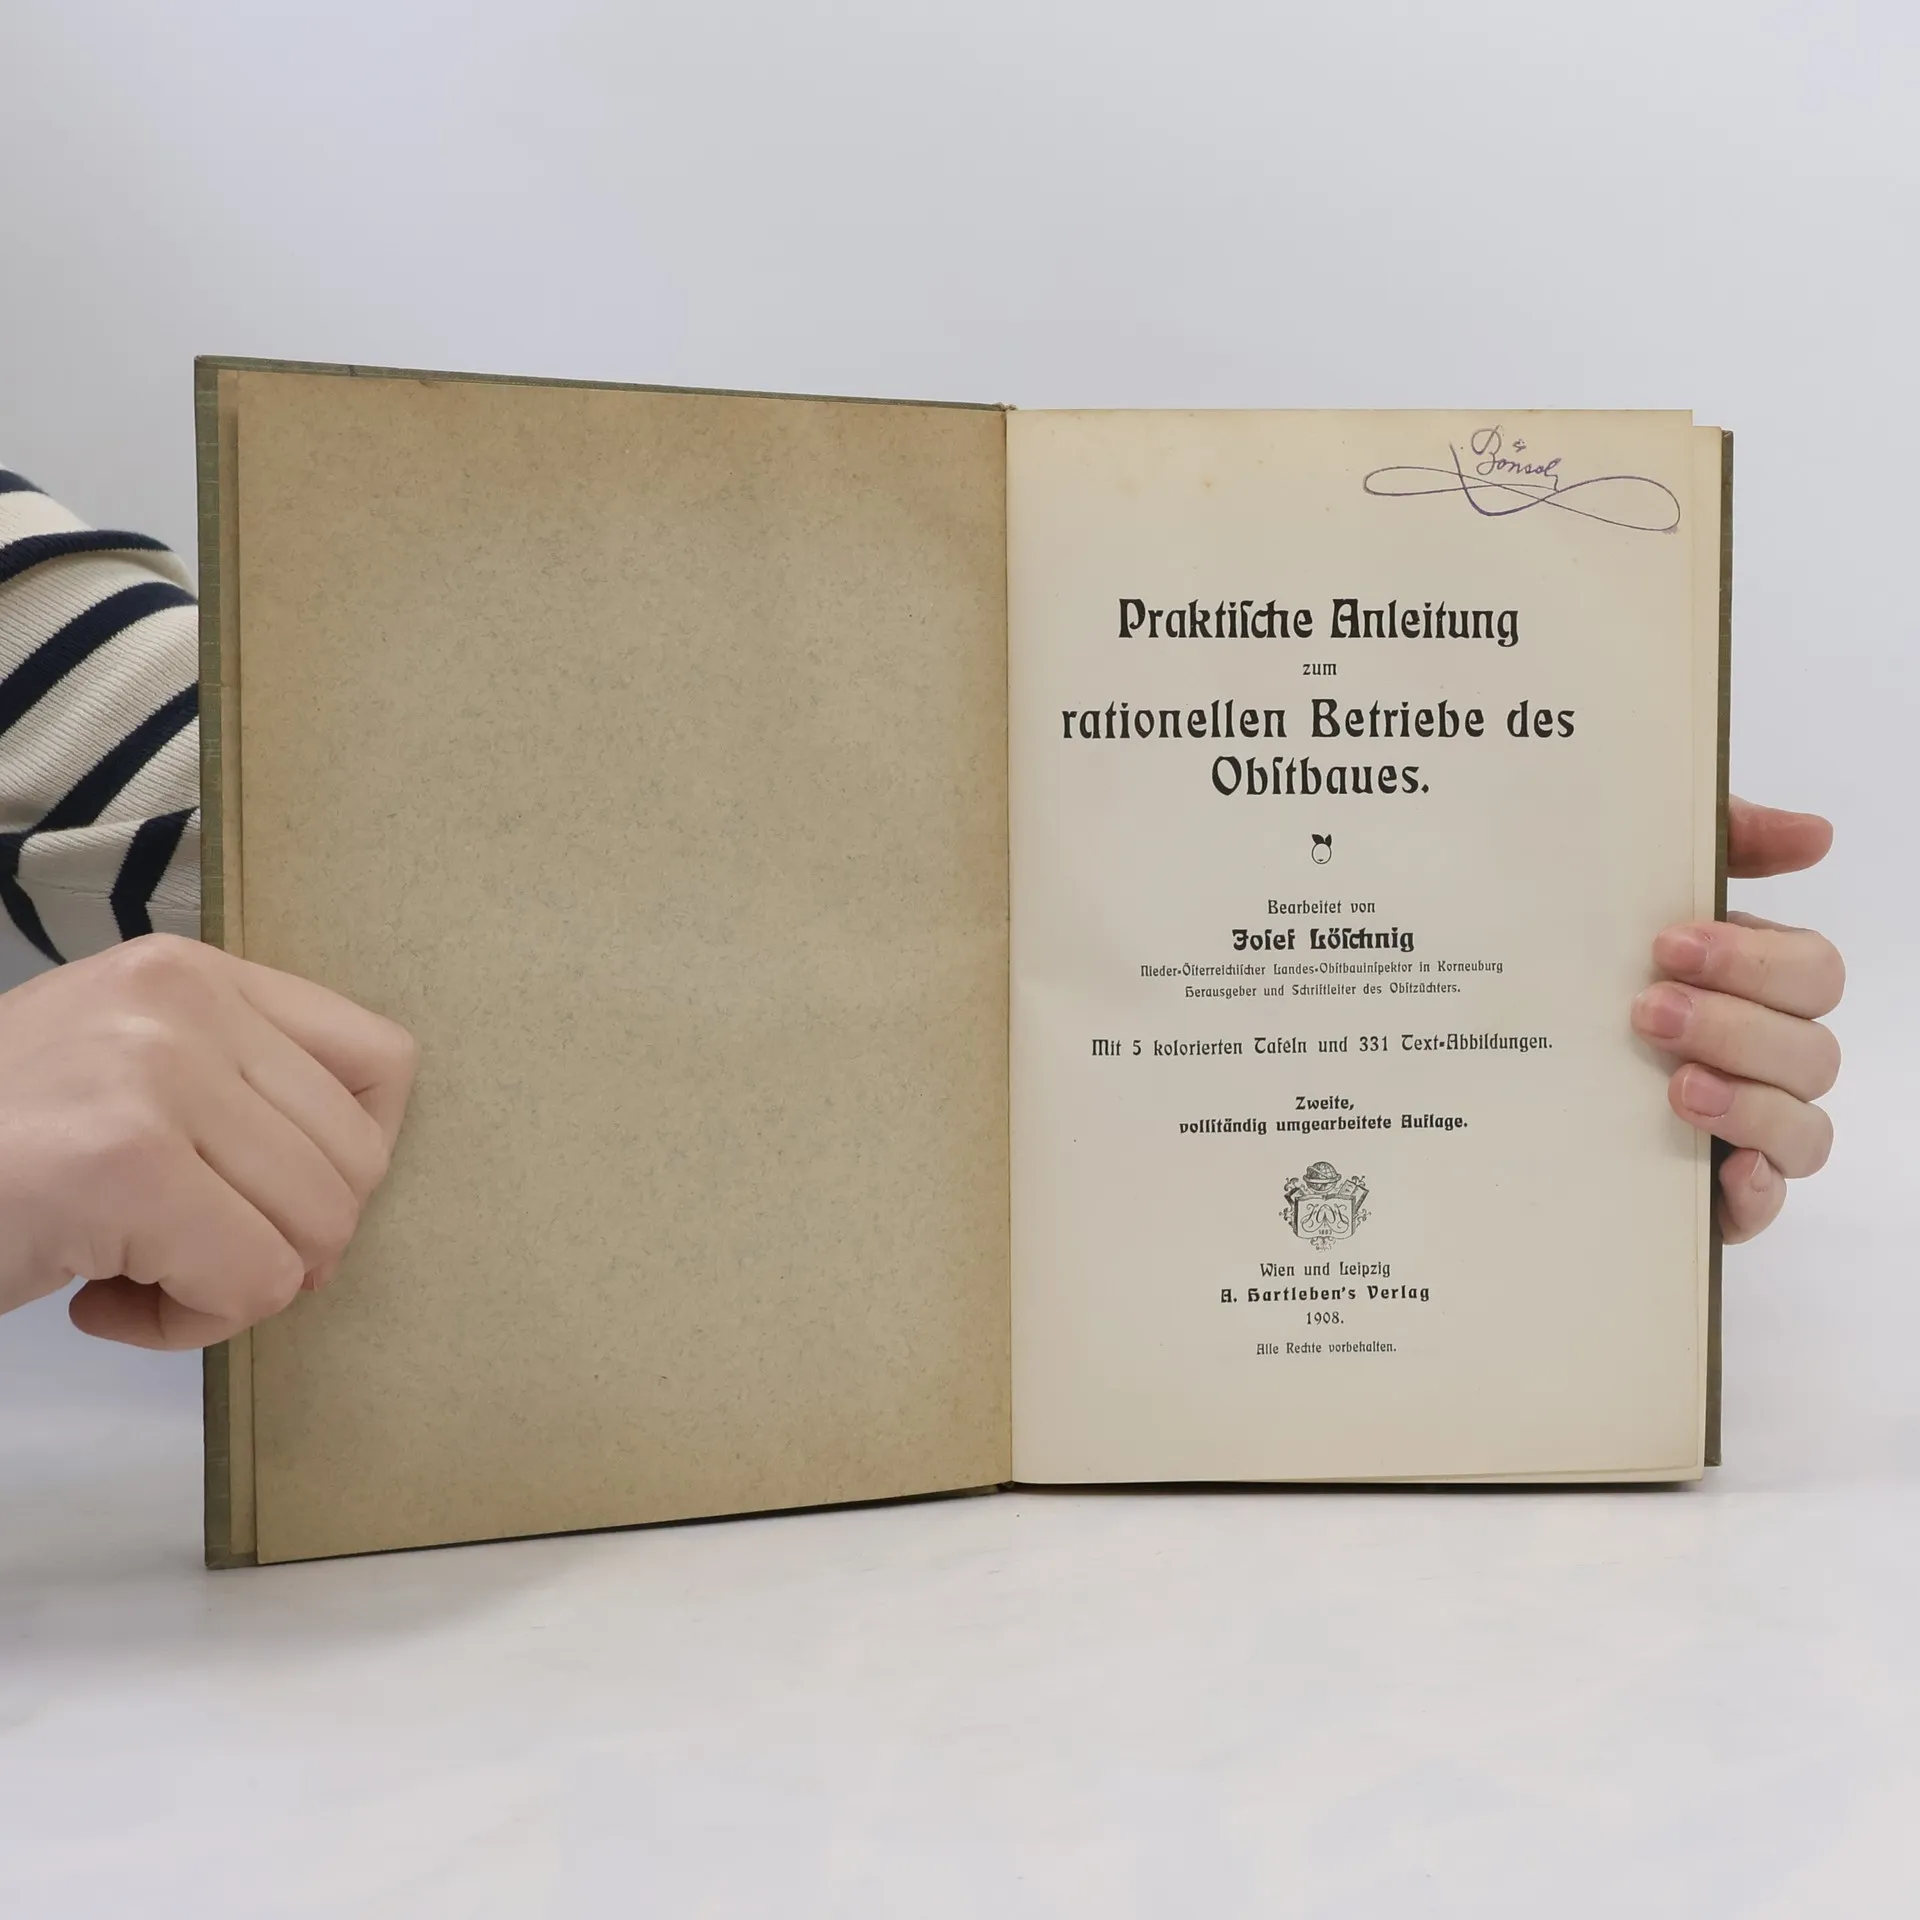 Praktiſche Anleitung
zum
rationellen Betriebe des
Obſtbaues.
Bearbeitet von
Joſef Löſchnig
Nieder-Öſterreichiſcher Landes-Obſtbauinſpektor in Korneuburg
Herausgeber und Schriftleiter des Obſtzüchters.
Mit 5 kolorierten Tafeln und 331 Text-Abbildungen.
Zweite,
vollſtändig umgearbeitete Auflage.
Wien und Leipzig
A. Hartleben's Verlag
1908.
Alle Rechte vorbehalten.